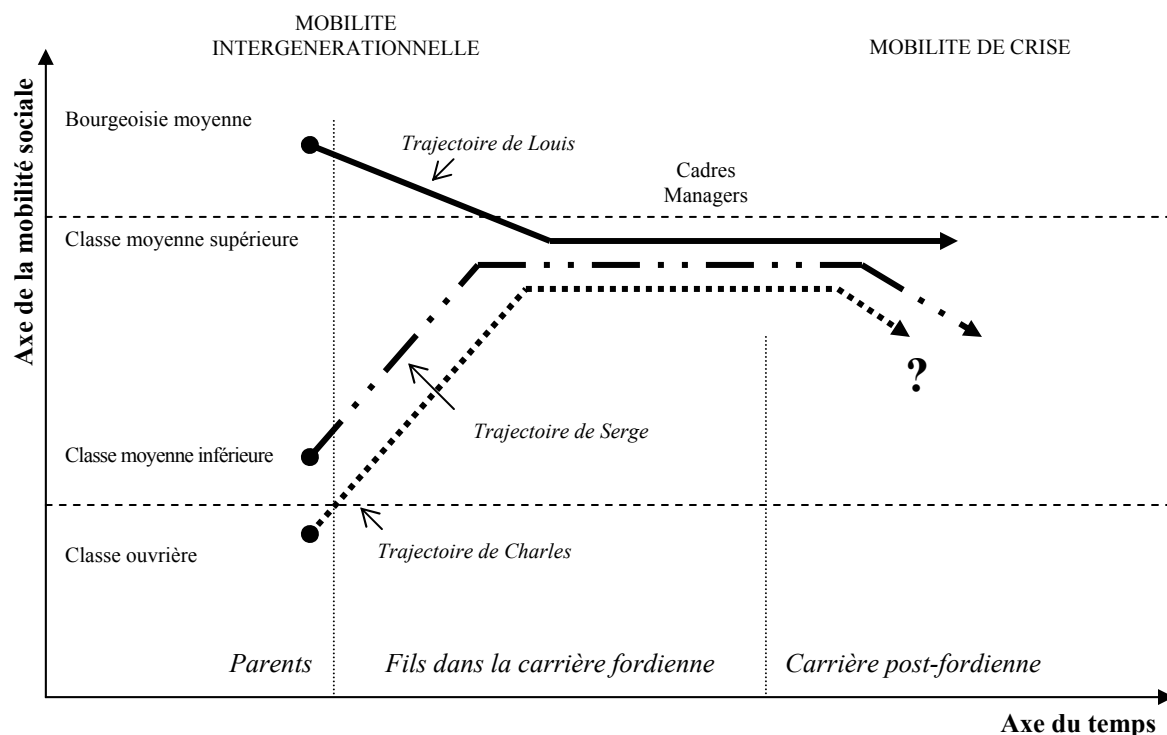 MOBILITE
INTERGENERATIONNELLE
MOBILITE DE CRISE
Axe de la mobilité sociale
Bourgeoisie moyenne
Trajectoire de Louis
Cadres
Managers
Classe moyenne supérieure
?
Trajectoire de Serge
Classe moyenne inférieure
Trajectoire de Charles
Classe ouvrière
Parents
Fils dans la carrière fordienne
Carrière post-fordienne
Axe du temps